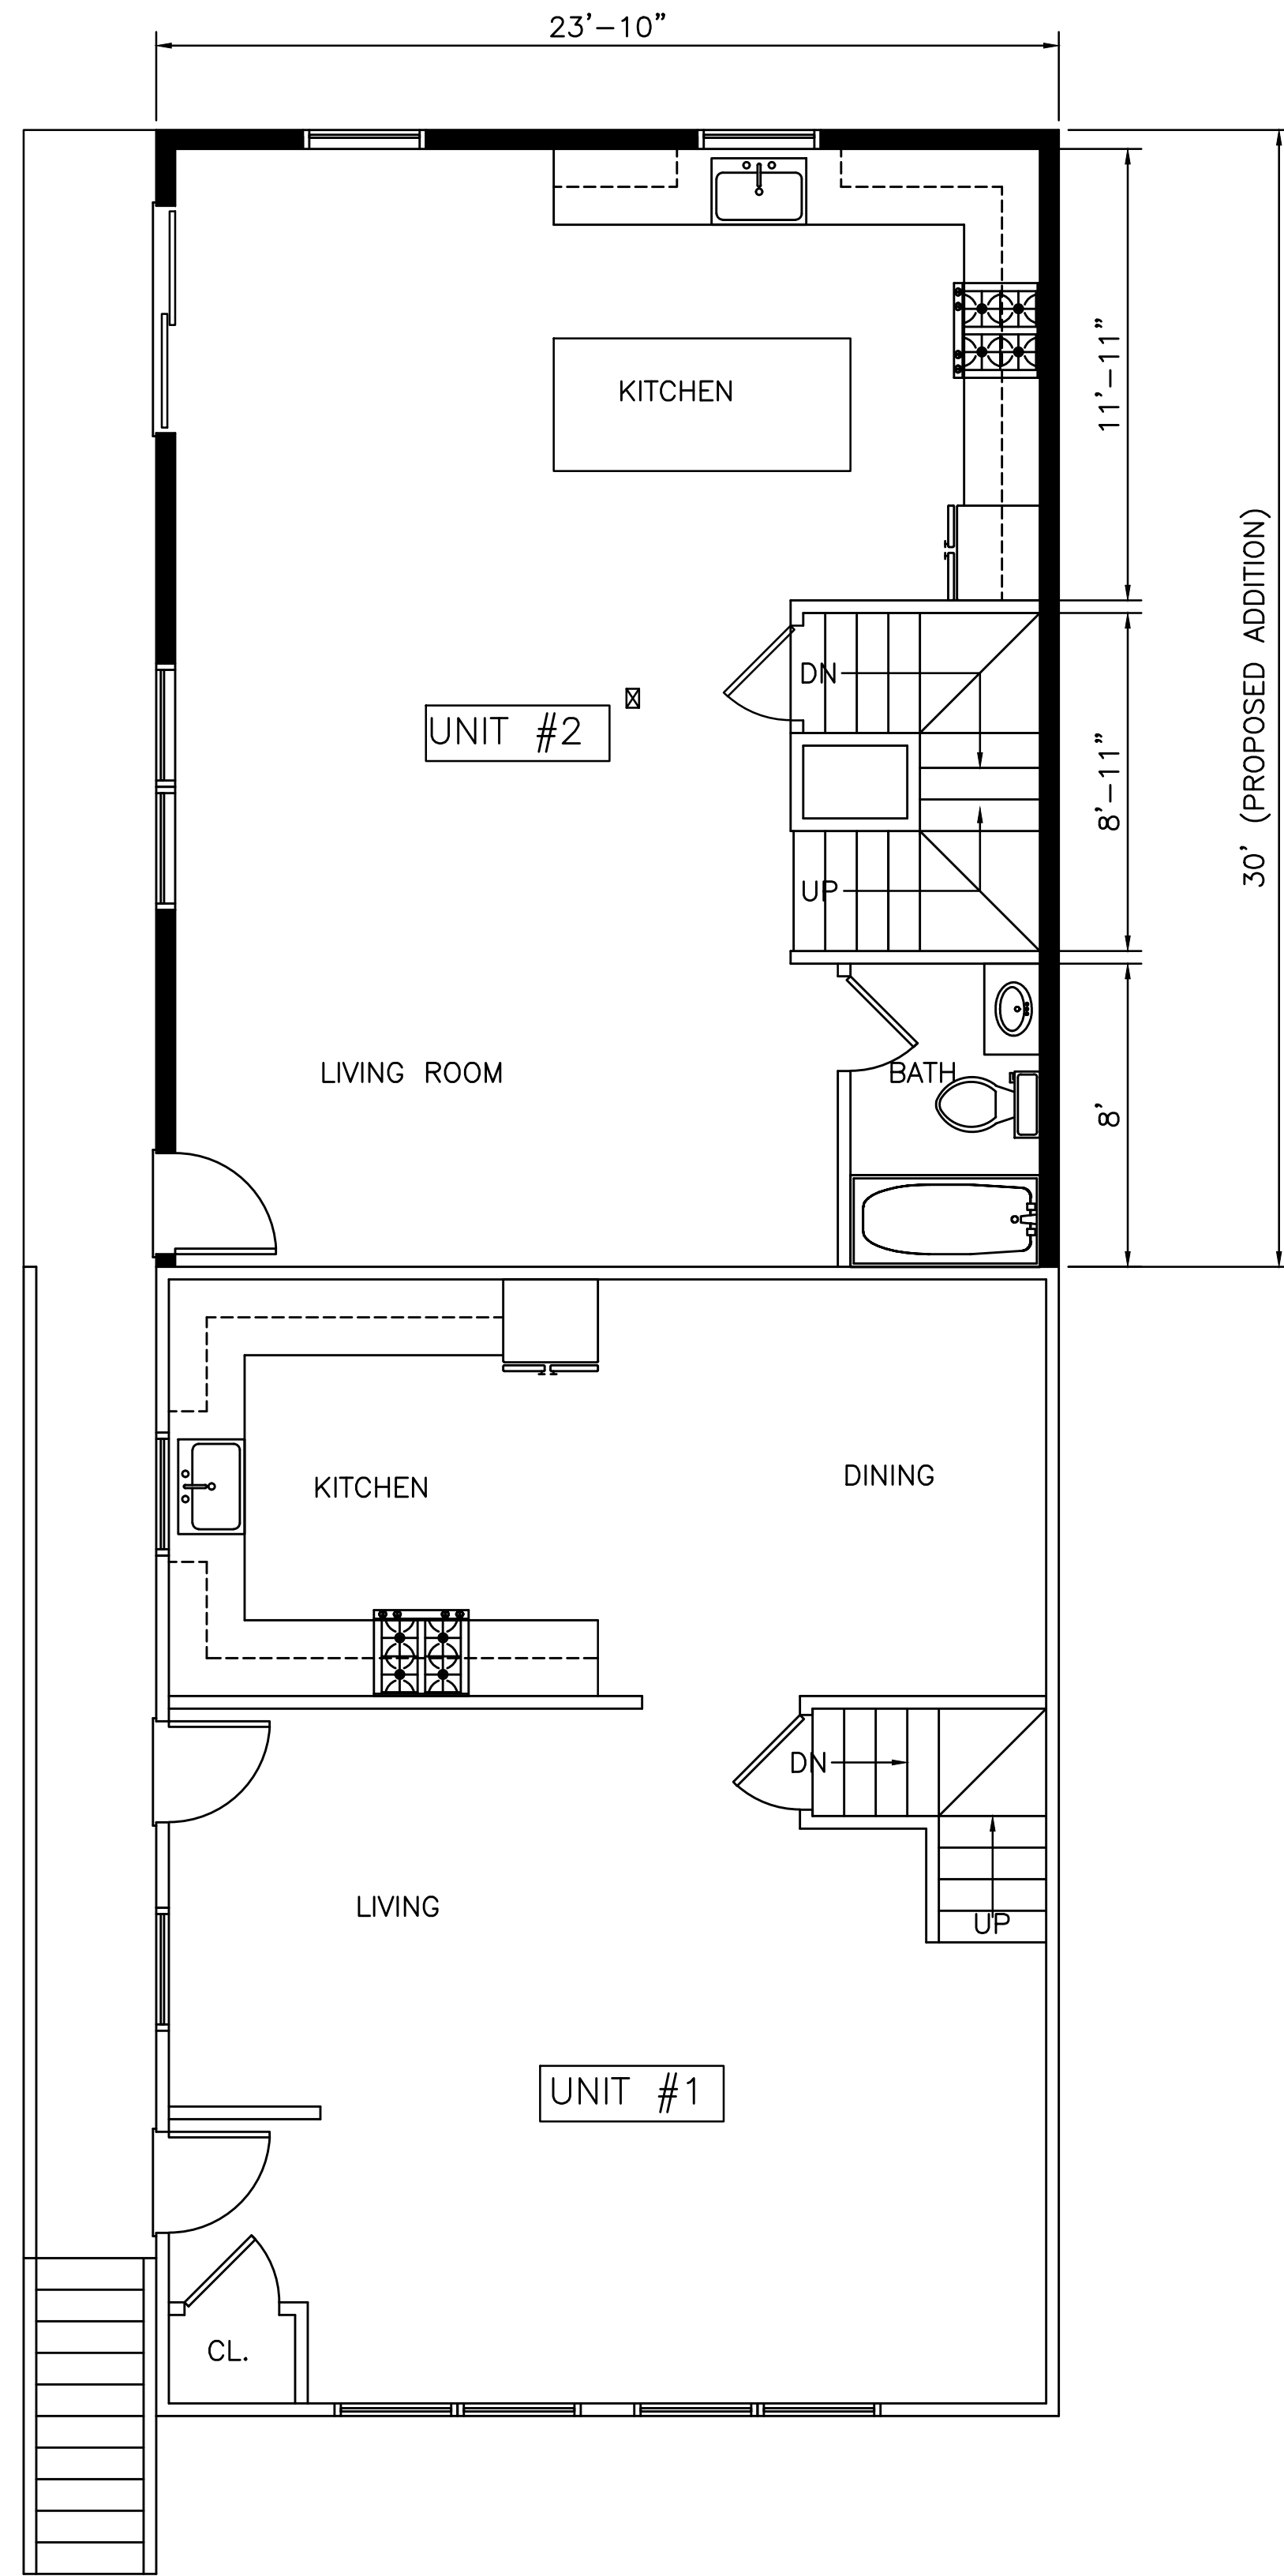 23'-10"
KITCHEN
11'-11"
30' (PROPOSED ADDITION)
DN
UNIT #2
8'-11"
UP
LIVING ROOM
BATH
8'
KITCHEN
DINING
DN
LIVING
UP
UNIT #1
CL.